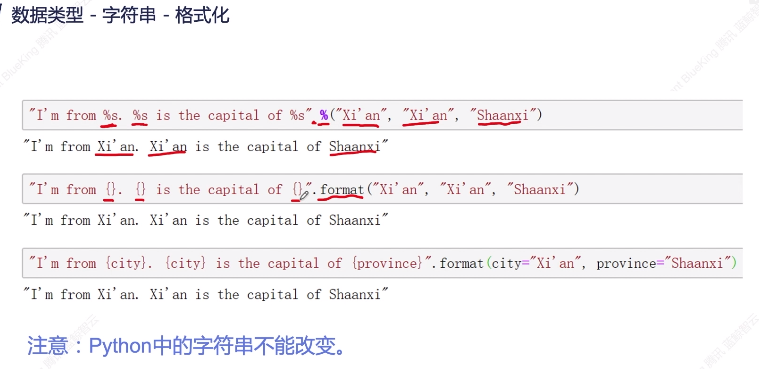 数据类型 - 字符串 - 格式化
"I'm from %s. %s is the capital of %s".%("Xi'an", "Xi'an", "Shaanxi")
"I'm from Xi'an. Xi'an is the capital of Shaanxi"
"I'm from {}. {} is the capital of {}".format("Xi'an", "Xi'an", "Shaanxi")
"I'm from Xi'an. Xi'an is the capital of Shaanxi"
"I'm from {city}. {city} is the capital of {province}".format(city="Xi'an", province="Shaanxi")
"I'm from Xi'an. Xi'an is the capital of Shaanxi"
注意：Python中的字符串不能改变。